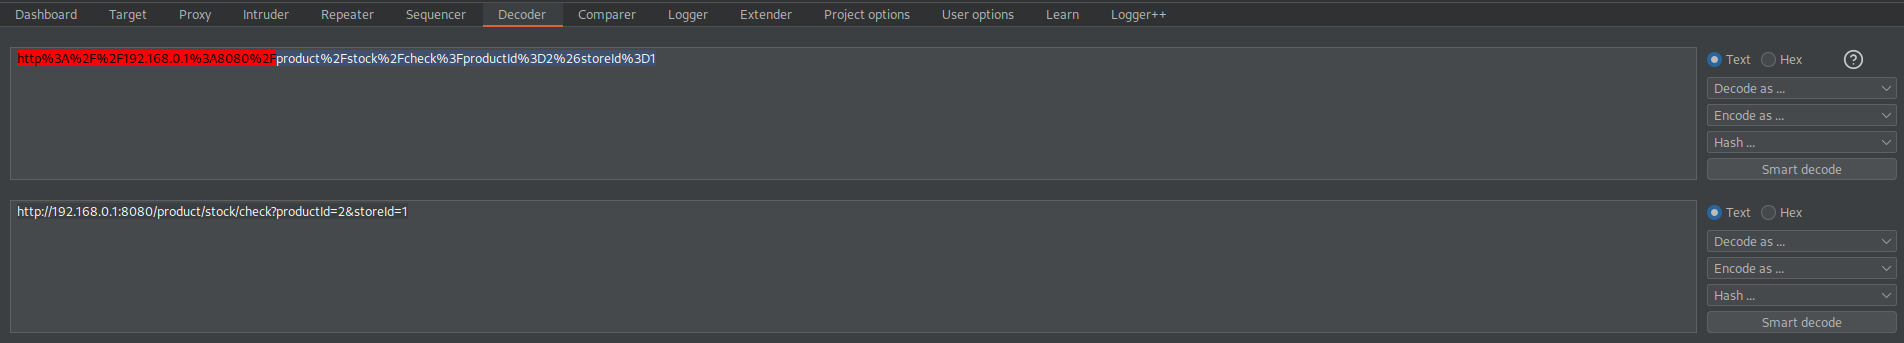 Dashboard Target Proxy Intruder Repeater Sequencer Decoder Comparer Logger Extender Project options User options Learn Logger++
http%3A%2F%2F192.168.0.1%3A8080%2Fproduct%2Fstock%2Fcheck%3FproductId%3D2%26storeId%3D1
Text Hex ?
Decode as ...
Encode as ...
Hash ...
Smart decode
http://192.168.0.1:8080/product/stock/check?productId=2&storeId=1
Text Hex
Decode as ...
Encode as ...
Hash ...
Smart decode